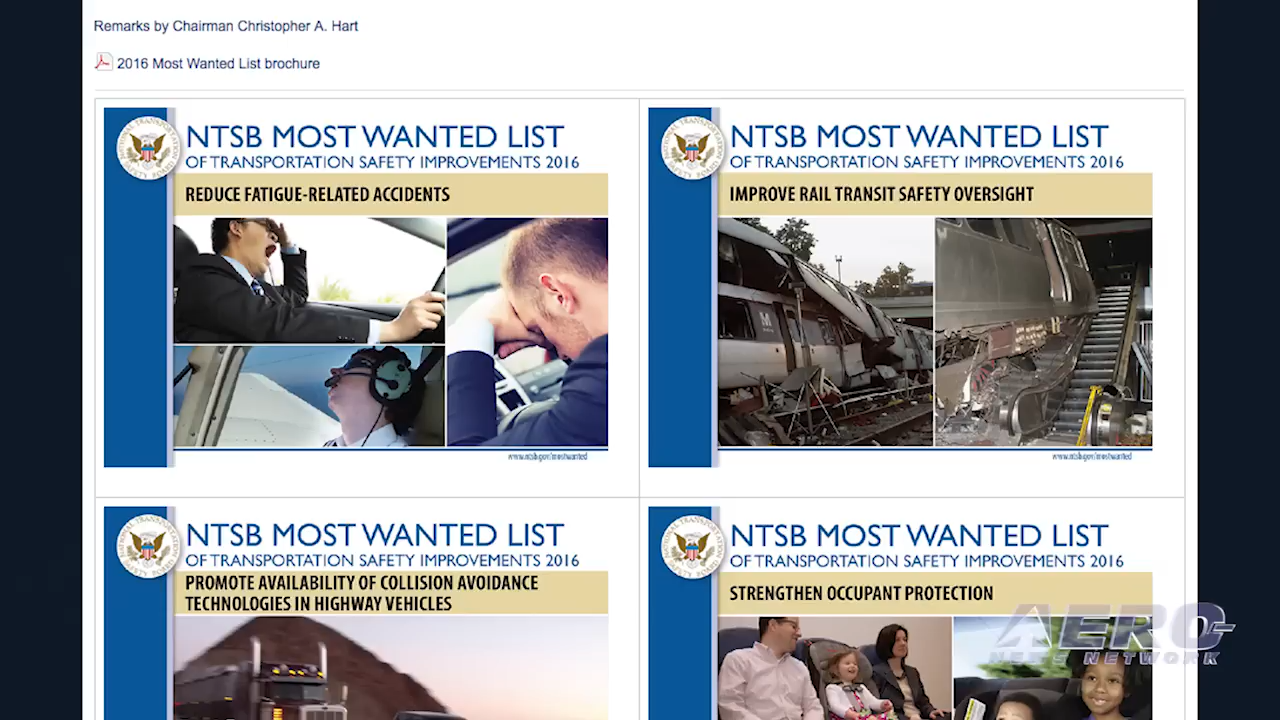 Remarks by Chairman Christopher A. Hart
2016 Most Wanted List brochure
NTSB MOST WANTED LIST
OF TRANSPORTATION SAFETY IMPROVEMENTS 2016
REDUCE FATIGUE-RELATED ACCIDENTS
www.ntsb.gov/mostwanted
NTSB MOST WANTED LIST
OF TRANSPORTATION SAFETY IMPROVEMENTS 2016
IMPROVE RAIL TRANSIT SAFETY OVERSIGHT
M
www.ntsb.gov/mostwanted
NTSB MOST WANTED LIST
OF TRANSPORTATION SAFETY IMPROVEMENTS 2016
PROMOTE AVAILABILITY OF COLLISION AVOIDANCE
TECHNOLOGIES IN HIGHWAY VEHICLES
NTSB MOST WANTED LIST
OF TRANSPORTATION SAFETY IMPROVEMENTS 2016
STRENGTHEN OCCUPANT PROTECTION
AERO
NEWS NETWORK